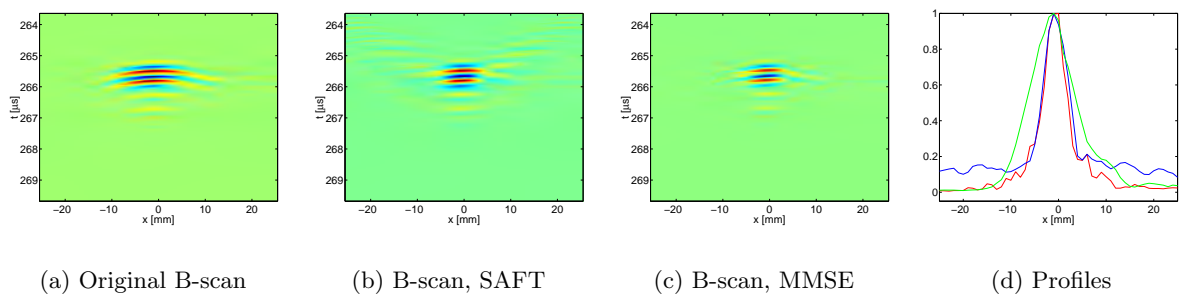 264
265
266
267
268
269
t [µs]
−20 −10 0 10 20
x [mm]
264
265
266
267
268
269
t [µs]
−20 −10 0 10 20
x [mm]
264
265
266
267
268
269
t [µs]
−20 −10 0 10 20
x [mm]
1
0.8
0.6
0.4
0.2
0
−20 −10 0 10 20
x [mm]
(a) Original B-scan
(b) B-scan, SAFT
(c) B-scan, MMSE
(d) Profiles